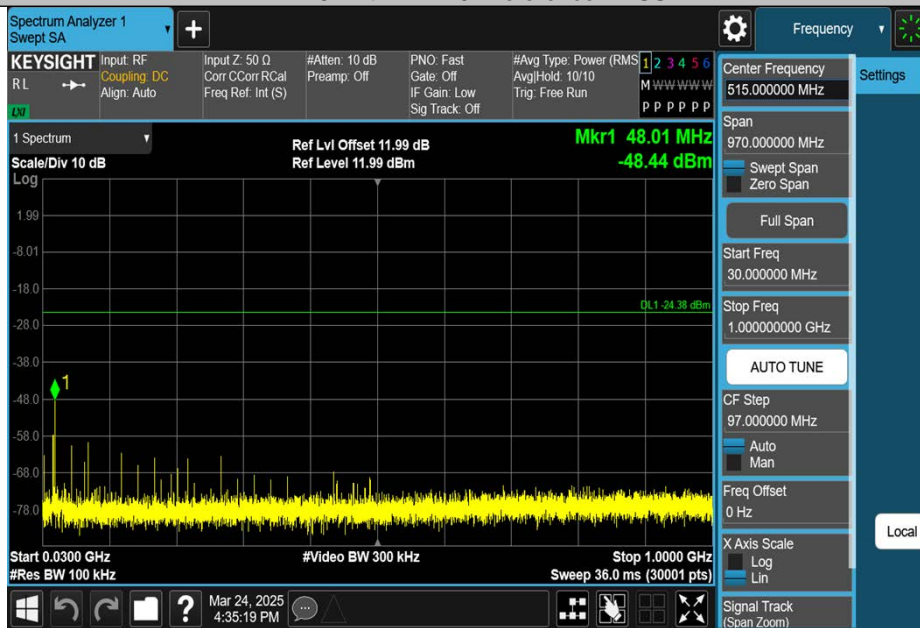 Spectrum Analyzer 1
Swept SA
+
Frequency
KEYSIGHT
R L
LXI
Input: RF
Coupling: DC
Align: Auto
Input Z: 50 Ω
Corr CCorr RCal
Freq Ref: Int (S)
#Atten: 10 dB
Preamp: Off
PNO: Fast
Gate: Off
IF Gain: Low
Sig Track: Off
#Avg Type: Power (RMS
Avg|Hold: 10/10
Trig: Free Run
1 2 3 4 5 6
M W W W W W
P P P P P P
1 Spectrum
Scale/Div 10 dB
Log
Ref Lvl Offset 11.99 dB
Ref Level 11.99 dBm
Mkr1 48.01 MHz
-48.44 dBm
1.99
-8.01
-18.0
DL1 -24.38 dBm
-28.0
-38.0
1
-48.0
-58.0
-68.0
-78.0
Start 0.0300 GHz
#Video BW 300 kHz
Stop 1.0000 GHz
#Res BW 100 kHz
Sweep 36.0 ms (30001 pts)
?
Mar 24, 2025
4:35:19 PM
Center Frequency
515.000000 MHz
Settings
Span
970.000000 MHz
Swept Span
Zero Span
Full Span
Start Freq
30.000000 MHz
Stop Freq
1.000000000 GHz
AUTO TUNE
CF Step
97.000000 MHz
Auto
Man
Freq Offset
0 Hz
Local
X Axis Scale
Log
Lin
Signal Track
(Span Zoom)